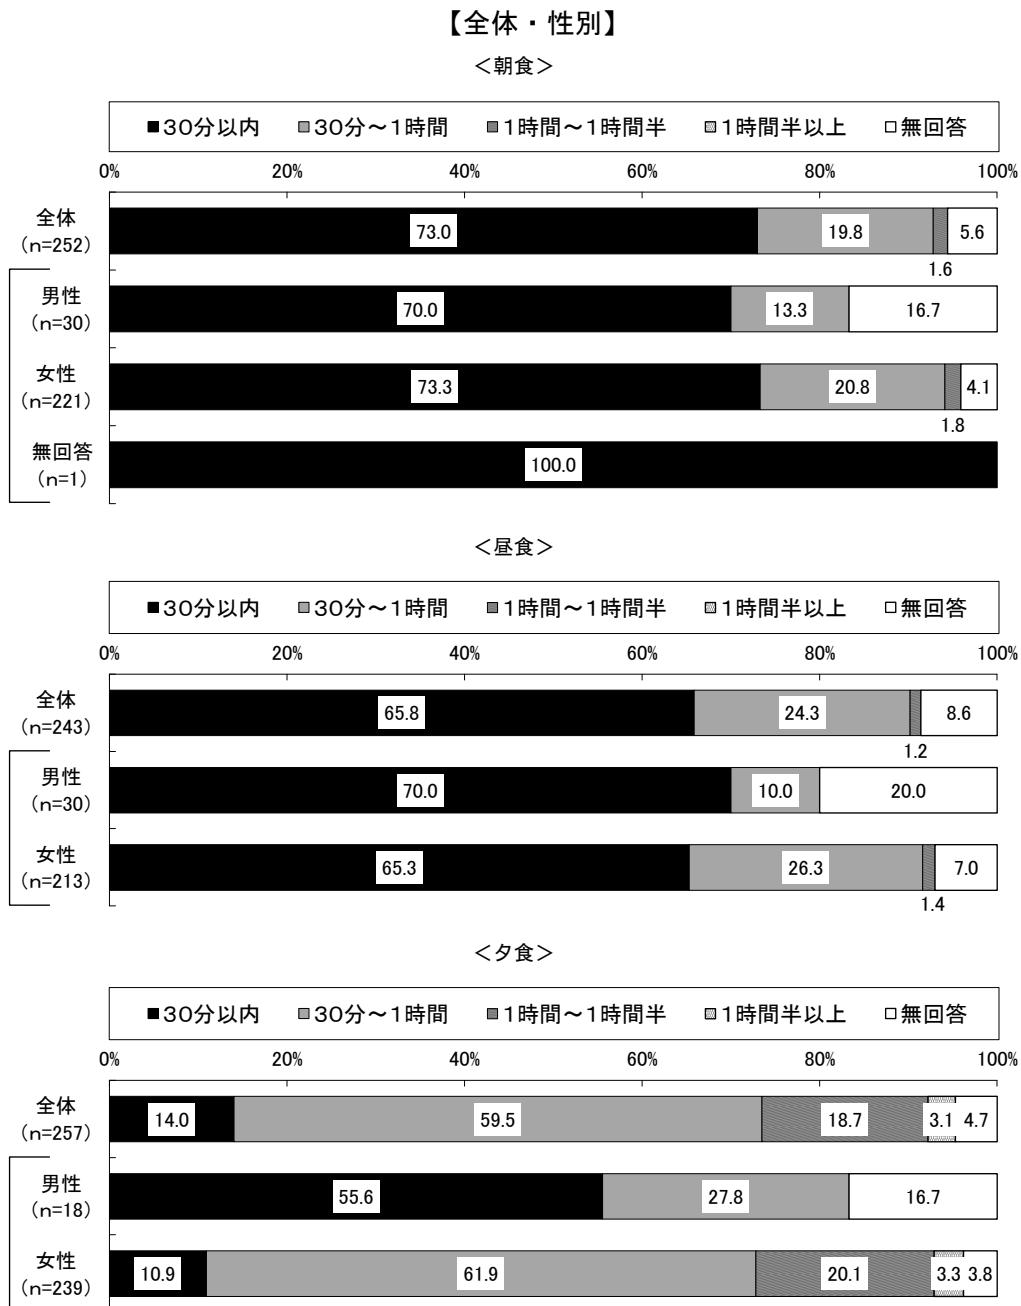 【全体・性別】
＜朝食＞
■30分以内 ■30分～1時間 ■1時間～1時間半 ■1時間半以上 □無回答
0% 20% 40% 60% 80% 100%
全体
(n=252)
73.0 19.8 5.6
1.6
男性
(n=30)
70.0 13.3 16.7
女性
(n=221)
73.3 20.8 4.1
1.8
無回答
(n=1)
100.0
＜昼食＞
■30分以内 ■30分～1時間 ■1時間～1時間半 ■1時間半以上 □無回答
0% 20% 40% 60% 80% 100%
全体
(n=243)
65.8 24.3 8.6
1.2
男性
(n=30)
70.0 10.0 20.0
女性
(n=213)
65.3 26.3 7.0
1.4
＜夕食＞
■30分以内 ■30分～1時間 ■1時間～1時間半 ■1時間半以上 □無回答
0% 20% 40% 60% 80% 100%
全体
(n=257)
14.0 59.5 18.7 3.1 4.7
男性
(n=18)
55.6 27.8 16.7
女性
(n=239)
10.9 61.9 20.1 3.3 3.8